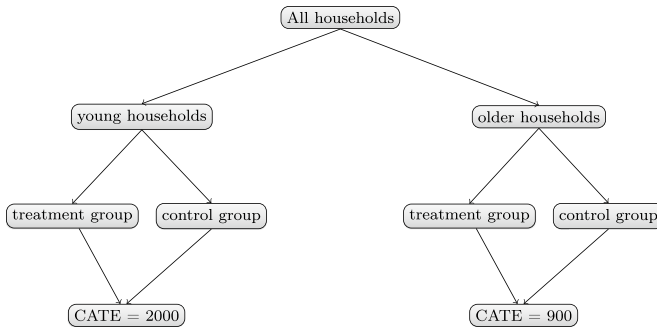 All households
young households
older households
treatment group
control group
treatment group
control group
CATE = 2000
CATE = 900